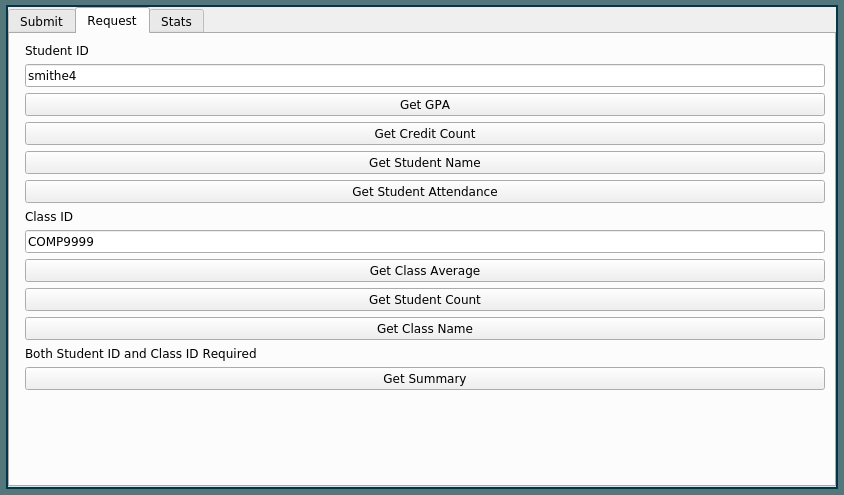 Submit Request Stats
Student ID
smithe4
Get GPA
Get Credit Count
Get Student Name
Get Student Attendance
Class ID
COMP9999
Get Class Average
Get Student Count
Get Class Name
Both Student ID and Class ID Required
Get Summary